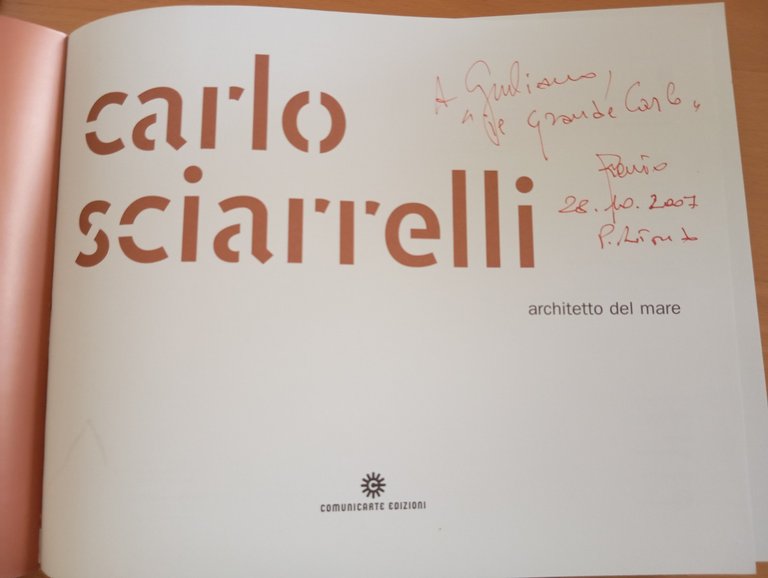 carlo
sciarrelli
A Giuliano,
"
grande Carlo"
28.10.2007
architetto del mare
COMUNICARTE EDIZIONI